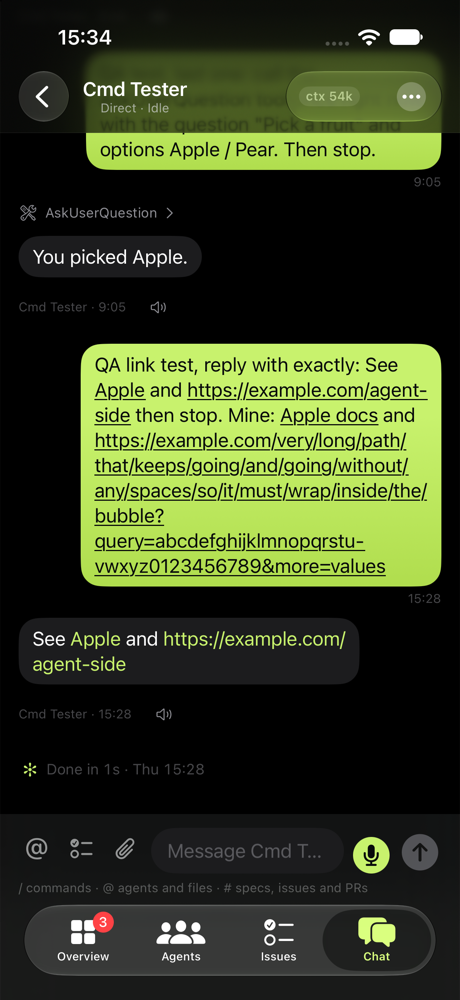 15:34
Cmd Tester
Direct · Idle
ctx 54k
with the question "Pick a fruit" and
options Apple / Pear. Then stop.
9:05
AskUserQuestion
You picked Apple.
Cmd Tester · 9:05
QA link test, reply with exactly: See
Apple and https://example.com/agent-
side then stop. Mine: Apple docs and
https://example.com/very/long/path/
that/keeps/going/and/going/without/
any/spaces/so/it/must/wrap/inside/the/
bubble?
query=abcdefghijklmnopqrstu-
vwxyz0123456789&more=values
15:28
See Apple and https://example.com/
agent-side
Cmd Tester · 15:28
Done in 1s · Thu 15:28
Message Cmd T...
/ commands · @ agents and files · # specs, issues and PRs
3
Overview
Agents
Issues
Chat